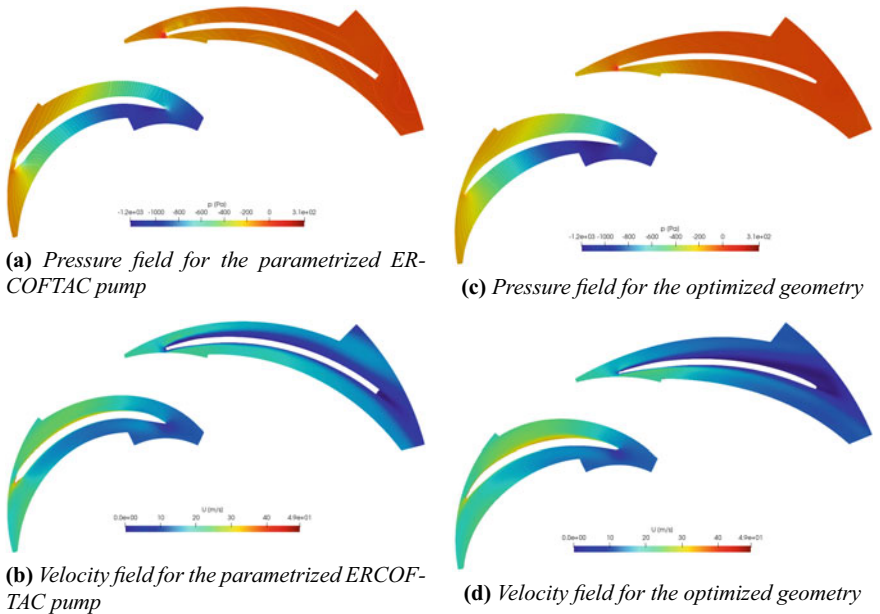 p (Pa)
-1.2e+03 -1000 -800 -600 -400 -200 0 3.1e+02
(a) Pressure field for the parametrized ER-
COFTAC pump
p (Pa)
-1.2e+03 -1000 -800 -600 -400 -200 0 3.1e+02
(c) Pressure field for the optimized geometry
U (m/s)
0.0e+00 10 20 30 4.9e+01
(b) Velocity field for the parametrized ERCOF-
TAC pump
U (m/s)
0.0e+00 10 20 30 4.9e+01
(d) Velocity field for the optimized geometry